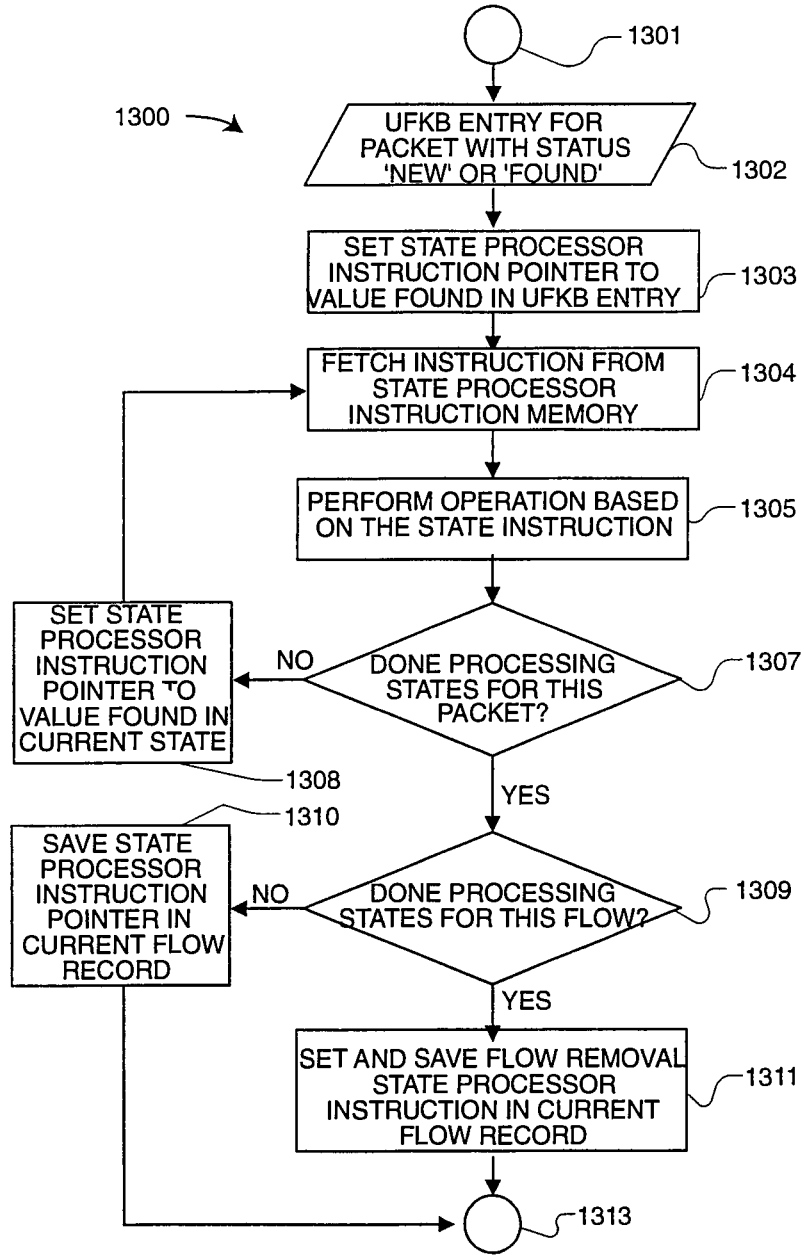 1301
1300
UFKB ENTRY FOR
PACKET WITH STATUS
'NEW' OR 'FOUND'
1302
SET STATE PROCESSOR
INSTRUCTION POINTER TO
VALUE FOUND IN UFKB ENTRY
1303
FETCH INSTRUCTION FROM
STATE PROCESSOR
INSTRUCTION MEMORY
1304
PERFORM OPERATION BASED
ON THE STATE INSTRUCTION
1305
SET STATE
PROCESSOR
INSTRUCTION
POINTER TO
VALUE FOUND IN
CURRENT STATE
1308
NO
DONE PROCESSING
STATES FOR THIS
PACKET?
1307
YES
1310
SAVE STATE
PROCESSOR
INSTRUCTION
POINTER IN
CURRENT FLOW
RECORD
NO
DONE PROCESSING
STATES FOR THIS FLOW?
1309
YES
SET AND SAVE FLOW REMOVAL
STATE PROCESSOR
INSTRUCTION IN CURRENT
FLOW RECORD
1311
1313